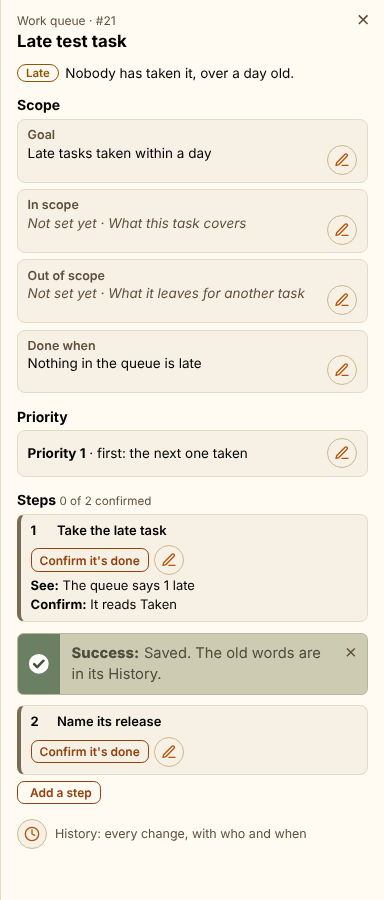 Work queue · #21
Late test task
Late Nobody has taken it, over a day old.
Scope
Goal
Late tasks taken within a day
In scope
Not set yet · What this task covers
Out of scope
Not set yet · What it leaves for another task
Done when
Nothing in the queue is late
Priority
Priority 1 · first: the next one taken
Steps 0 of 2 confirmed
1 Take the late task
Confirm it's done
See: The queue says 1 late
Confirm: It reads Taken
Success: Saved. The old words are
in its History.
2 Name its release
Confirm it's done
Add a step
History: every change, with who and when